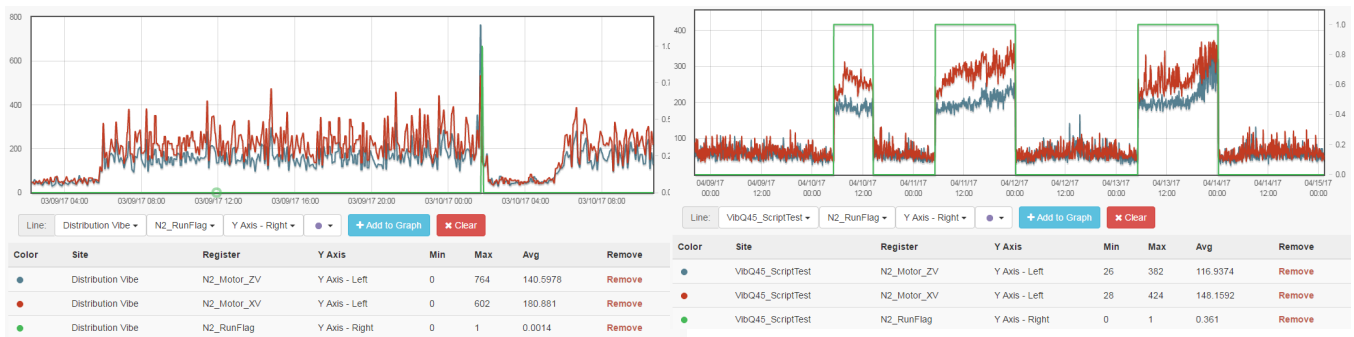 800
600
400
200
0
1.0
0.
0.5
0.2
0.0
03/09/17 04:00 03/09/17 08:00 03/09/17 12:00 03/09/17 16:00 03/09/17 20:00 03/10/17 00:00 03/10/17 04:00 03/10/17 08:00
Line: Distribution Vibe N2_RunFlag Y Axis - Right + Add to Graph × Clear
Color Site Register Y Axis Min Max Avg Remove
Distribution Vibe N2_Motor_ZV Y Axis - Left 0 764 140.5978 Remove
Distribution Vibe N2_Motor_XV Y Axis - Left 0 602 180.881 Remove
Distribution Vibe N2_RunFlag Y Axis - Right 0 1 0.0014 Remove
400
300
200
100
1.0
0.8
0.6
0.4
0.2
0.0
04/09/17 04/09/17 04/10/17 04/10/17 04/11/17 04/11/17 04/12/17 04/12/17 04/13/17 04/13/17 04/14/17 04/14/17 04/15/17
00:00 12:00 00:00 12:00 00:00 12:00 00:00 12:00 00:00 12:00 00:00 12:00 00:00
Line: VibQ45_ScriptTest N2_RunFlag Y Axis - Right + Add to Graph × Clear
Color Site Register Y Axis Min Max Avg Remove
VibQ45_ScriptTest N2_Motor_ZV Y Axis - Left 26 382 116.9374 Remove
VibQ45_ScriptTest N2_Motor_XV Y Axis - Left 28 424 148.1592 Remove
VibQ45_ScriptTest N2_RunFlag Y Axis - Right 0 1 0.361 Remove